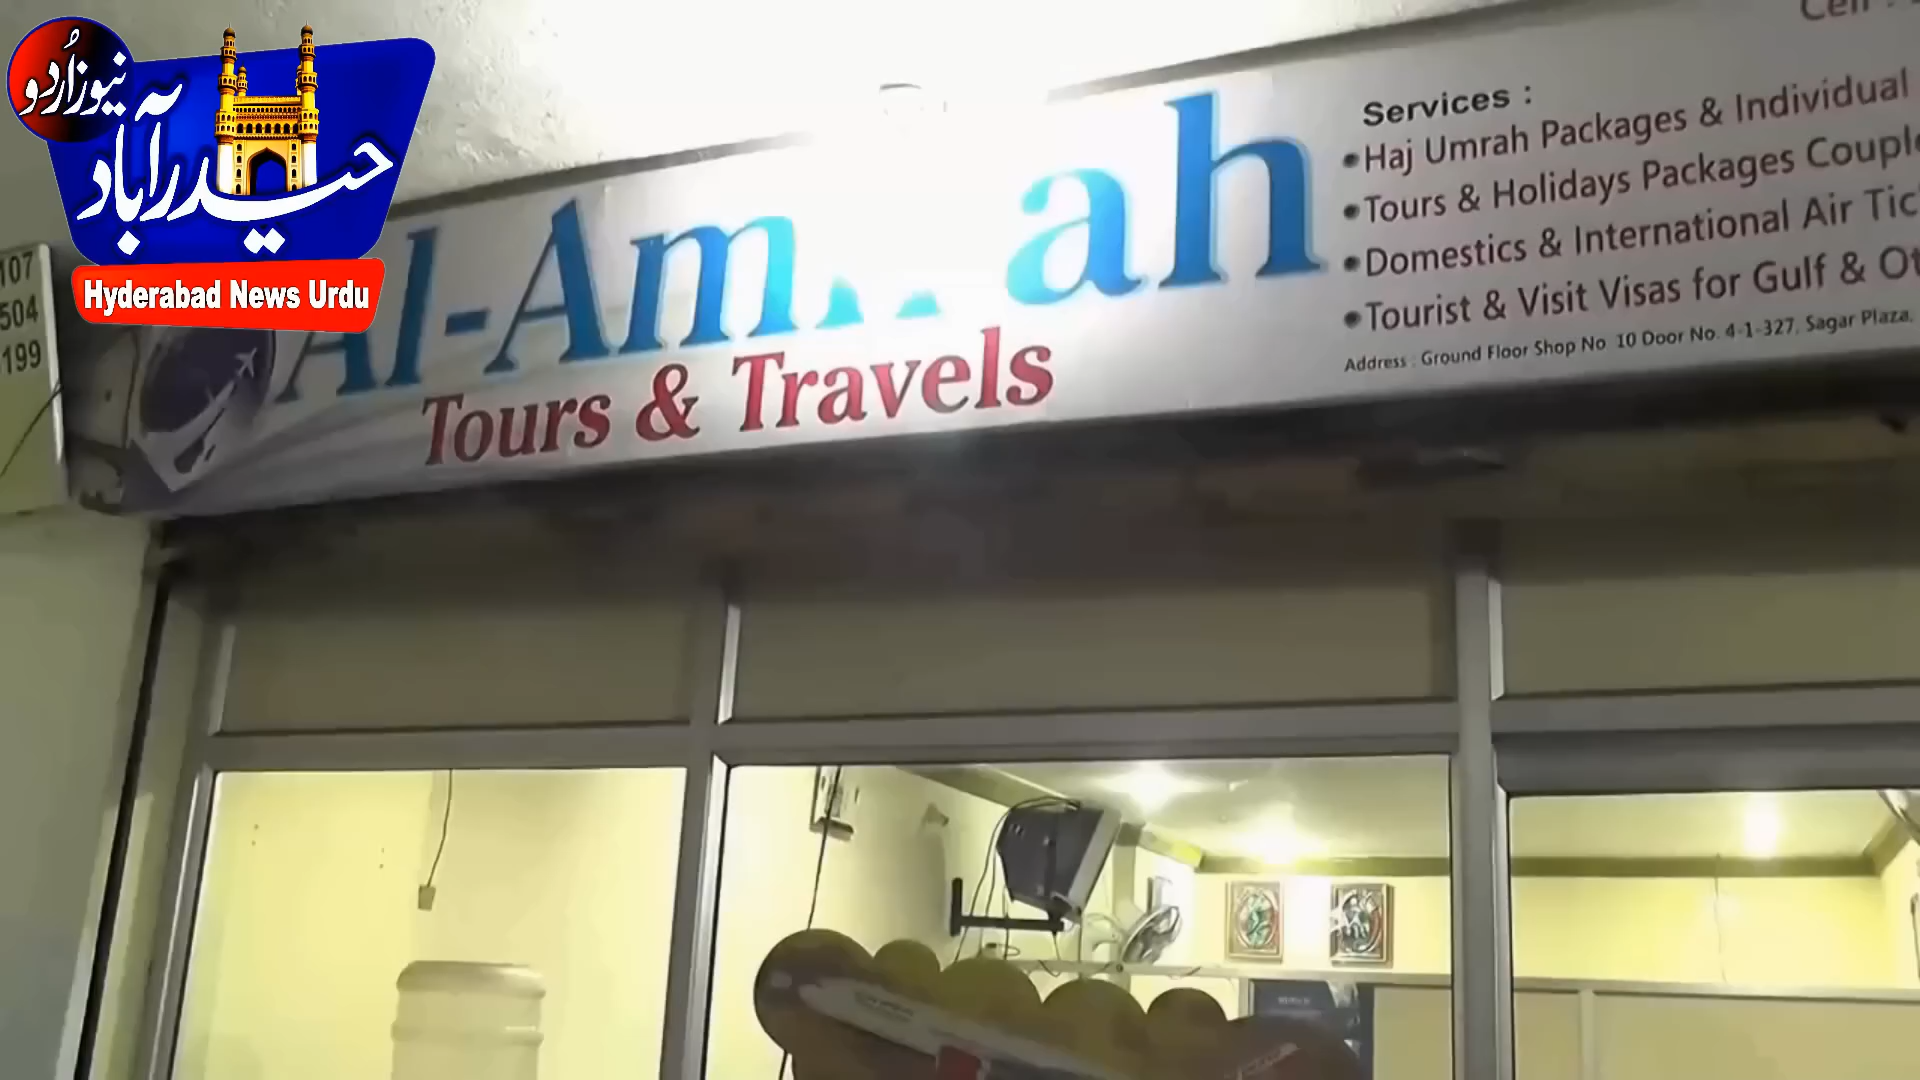 نیوز اُردو
حیدرآباد
Hyderabad News Urdu
107
504
199
Tours & Travels
Services :
Haj Umrah Packages & Individual
Tours & Holidays Packages
Domestics & International Air
Tourist & Visit Visas for Gulf &
Address : Ground Floor Shop No 10 Door No. 4-1-327, Sagar Plaza,